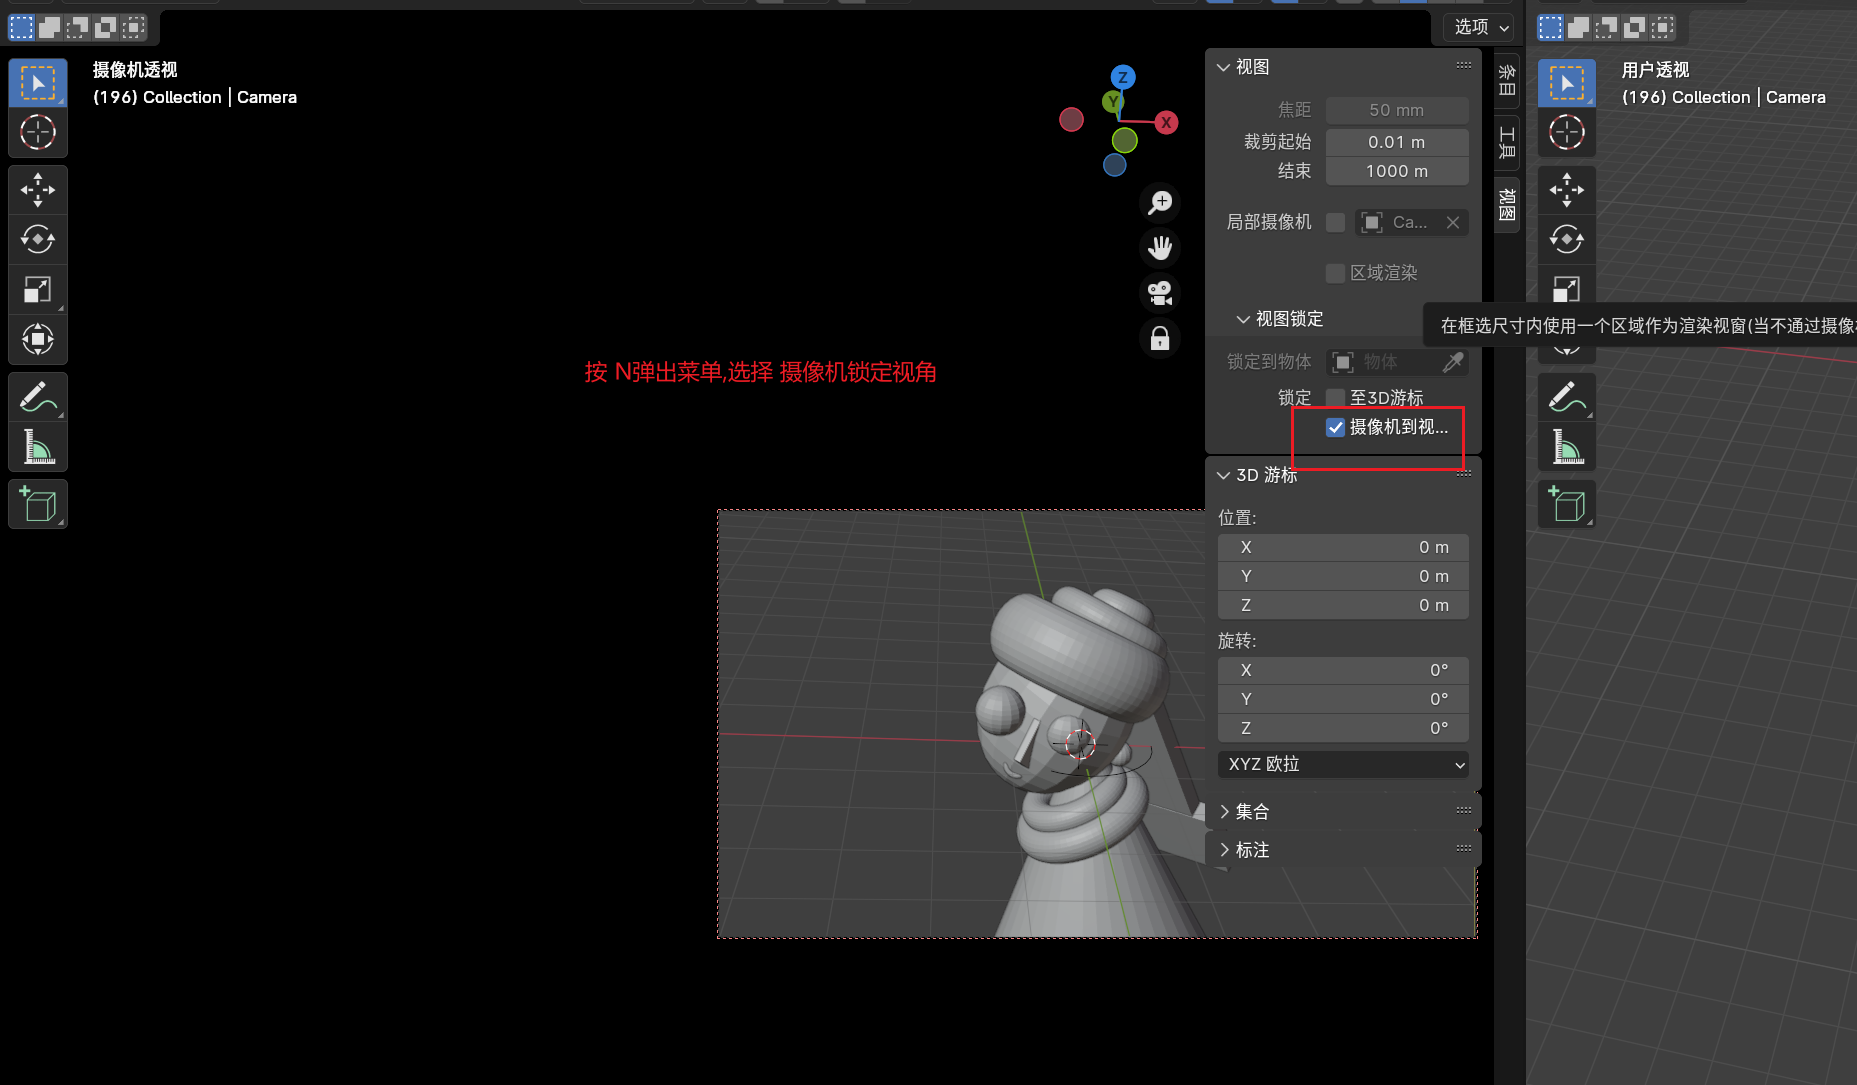 选项
摄像机透视
(196) Collection | Camera
Z
Y
X
按 N弹出菜单,选择 摄像机锁定视角
视图
焦距 50 mm
裁剪起始 0.01 m
结束 1000 m
局部摄像机 Ca...
区域渲染
视图锁定
锁定到物体 物体
锁定 至3D游标
摄像机到视...
3D 游标
位置:
X 0 m
Y 0 m
Z 0 m
旋转:
X 0°
Y 0°
Z 0°
XYZ 欧拉
集合
标注
条目
工具
视图
用户透视
(196) Collection | Camera
在框选尺寸内使用一个区域作为渲染视窗(当不通过摄像